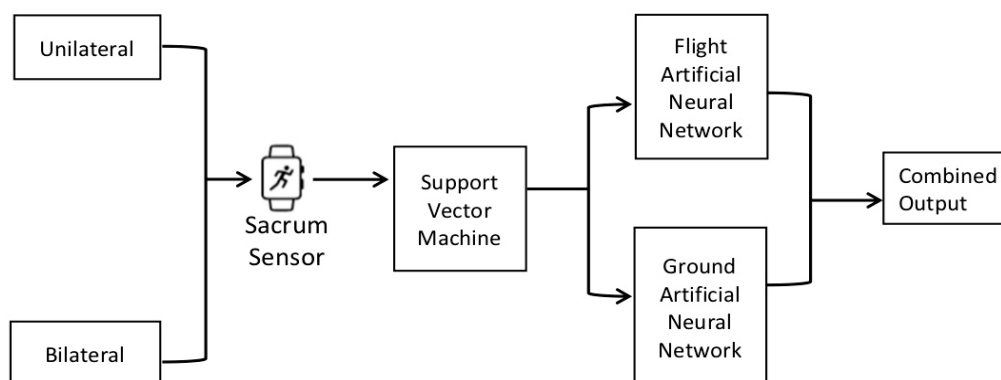 Unilateral
Bilateral
Sacrum
Sensor
Support
Vector
Machine
Flight
Artificial
Neural
Network
Ground
Artificial
Neural
Network
Combined
Output